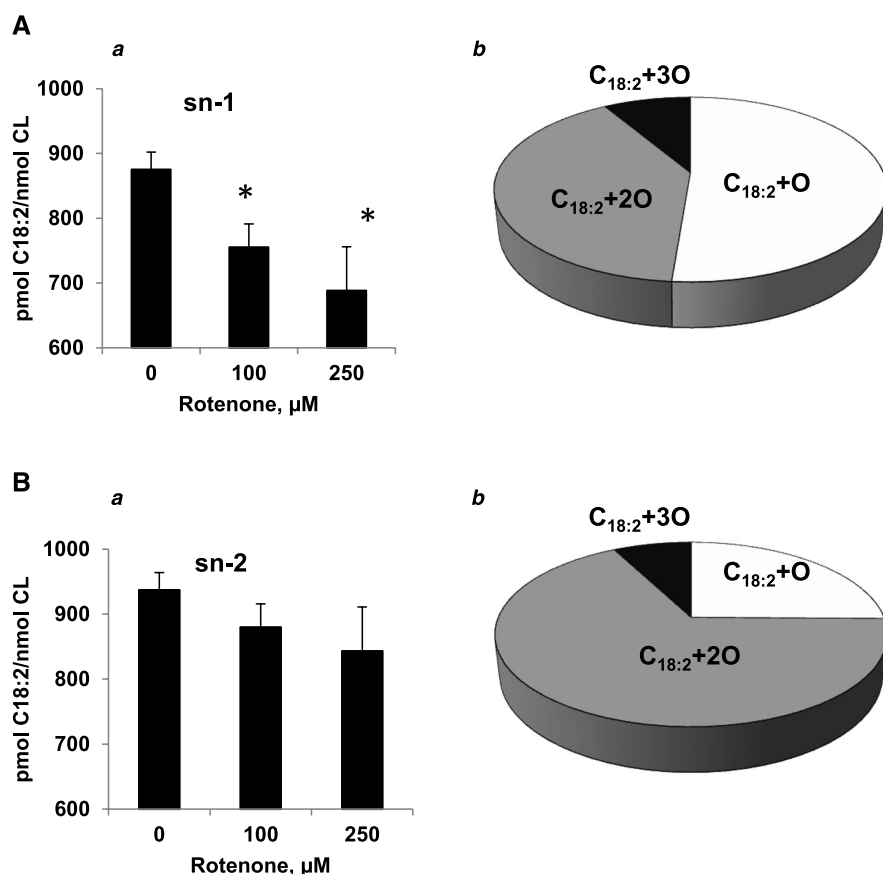 A
a
b
1000
900
800
700
600
pmol C18:2/nmol CL
sn-1
*
*
0 100 250
Rotenone, µM
C18:2+3O
C18:2+2O
C18:2+O
B
a
b
1000
900
800
700
600
pmol C18:2/nmol CL
sn-2
0 100 250
Rotenone, µM
C18:2+3O
C18:2+O
C18:2+2O